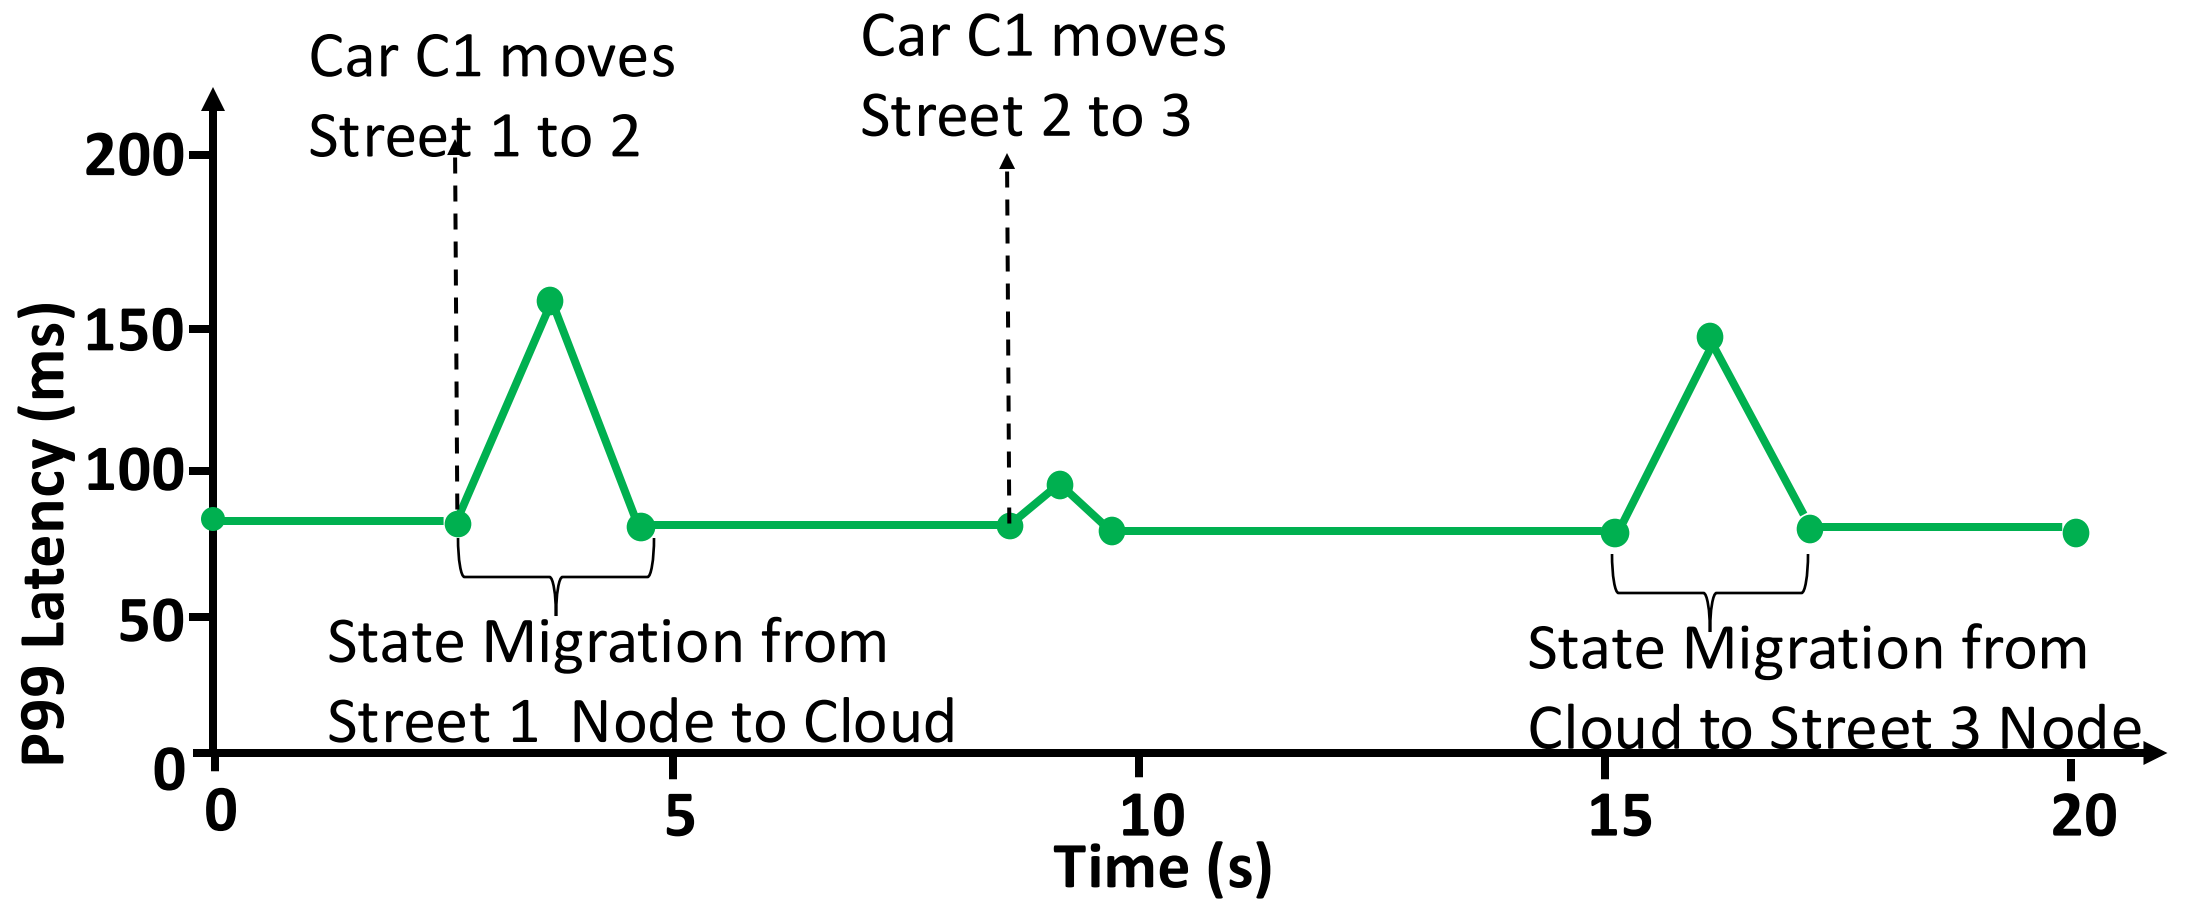 Car C1 moves
Street 1 to 2
Car C1 moves
Street 2 to 3
200
150
100
50
0
P99 Latency (ms)
State Migration from
Street 1 Node to Cloud
State Migration from
Cloud to Street 3 Node
0 5 10 15 20
Time (s)